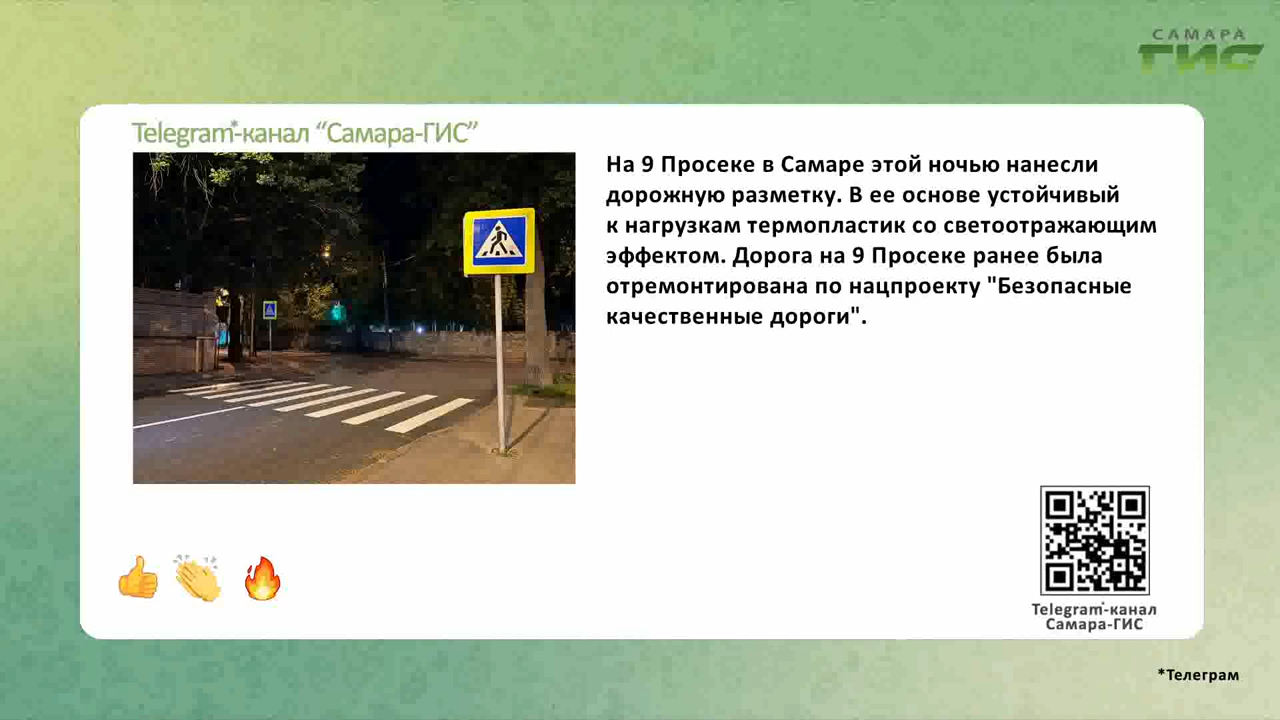 САМАРА
ГИС
Telegram*-канал “Самара-ГИС”
На 9 Просеке в Самаре этой ночью нанесли
дорожную разметку. В ее основе устойчивый
к нагрузкам термопластик со светоотражающим
эффектом. Дорога на 9 Просеке ранее была
отремонтирована по нацпроекту "Безопасные
качественные дороги".
Telegram*-канал
Самара-ГИС
*Телеграм